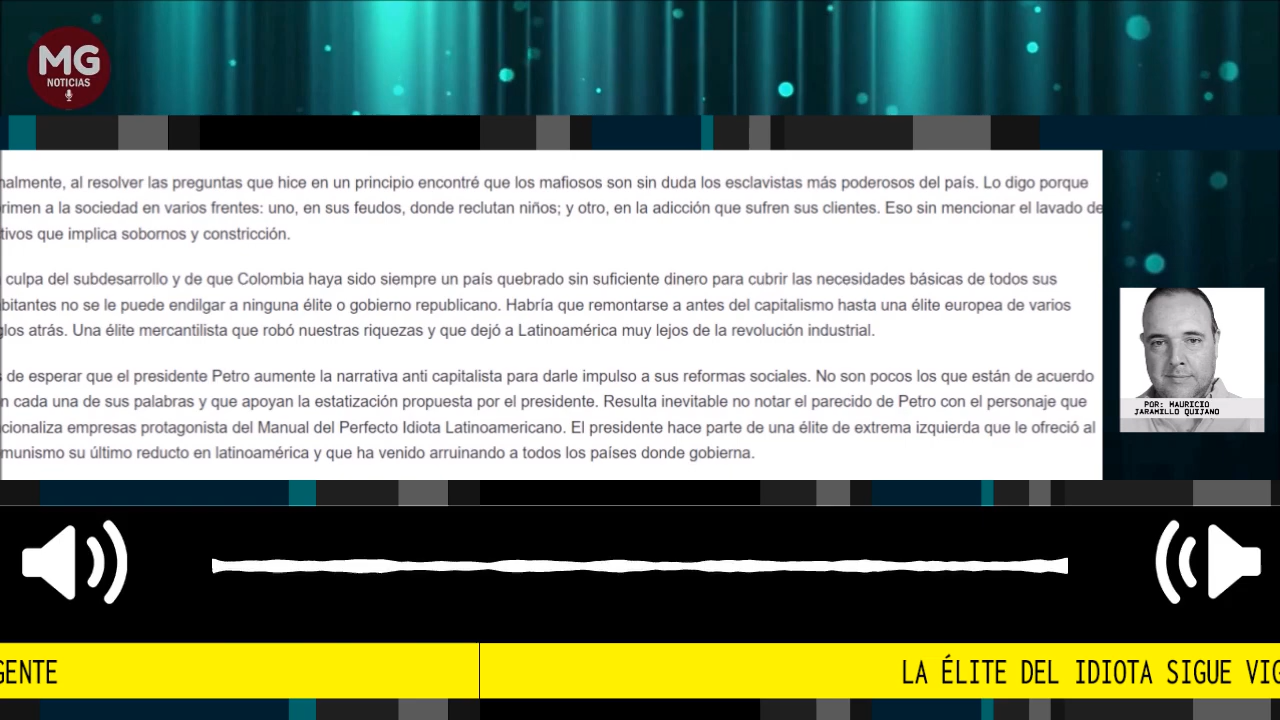 MG
NOTICIAS
nalmente, al resolver las preguntas que hice en un principio encontré que los mafiosos son sin duda los esclavistas más poderosos del país. Lo digo porque
rimen a la sociedad en varios frentes: uno, en sus feudos, donde reclutan niños; y otro, en la adicción que sufren sus clientes. Eso sin mencionar el lavado de
tivos que implica sobornos y constricción.
culpa del subdesarrollo y de que Colombia haya sido siempre un país quebrado sin suficiente dinero para cubrir las necesidades básicas de todos sus
bitantes no se le puede endilgar a ninguna élite o gobierno republicano. Habría que remontarse a antes del capitalismo hasta una élite europea de varios
glos atrás. Una élite mercantilista que robó nuestras riquezas y que dejó a Latinoamérica muy lejos de la revolución industrial.
s de esperar que el presidente Petro aumente la narrativa anti capitalista para darle impulso a sus reformas sociales. No son pocos los que están de acuerdo
n cada una de sus palabras y que apoyan la estatización propuesta por el presidente. Resulta inevitable no notar el parecido de Petro con el personaje que
cionaliza empresas protagonista del Manual del Perfecto Idiota Latinoamericano. El presidente hace parte de una élite de extrema izquierda que le ofreció al
munismo su último reducto en latinoamérica y que ha venido arruinando a todos los países donde gobierna.
POR: MAURICIO
JARAMILLO QUIJANO
GENTE
LA ÉLITE DEL IDIOTA SIGUE VIG